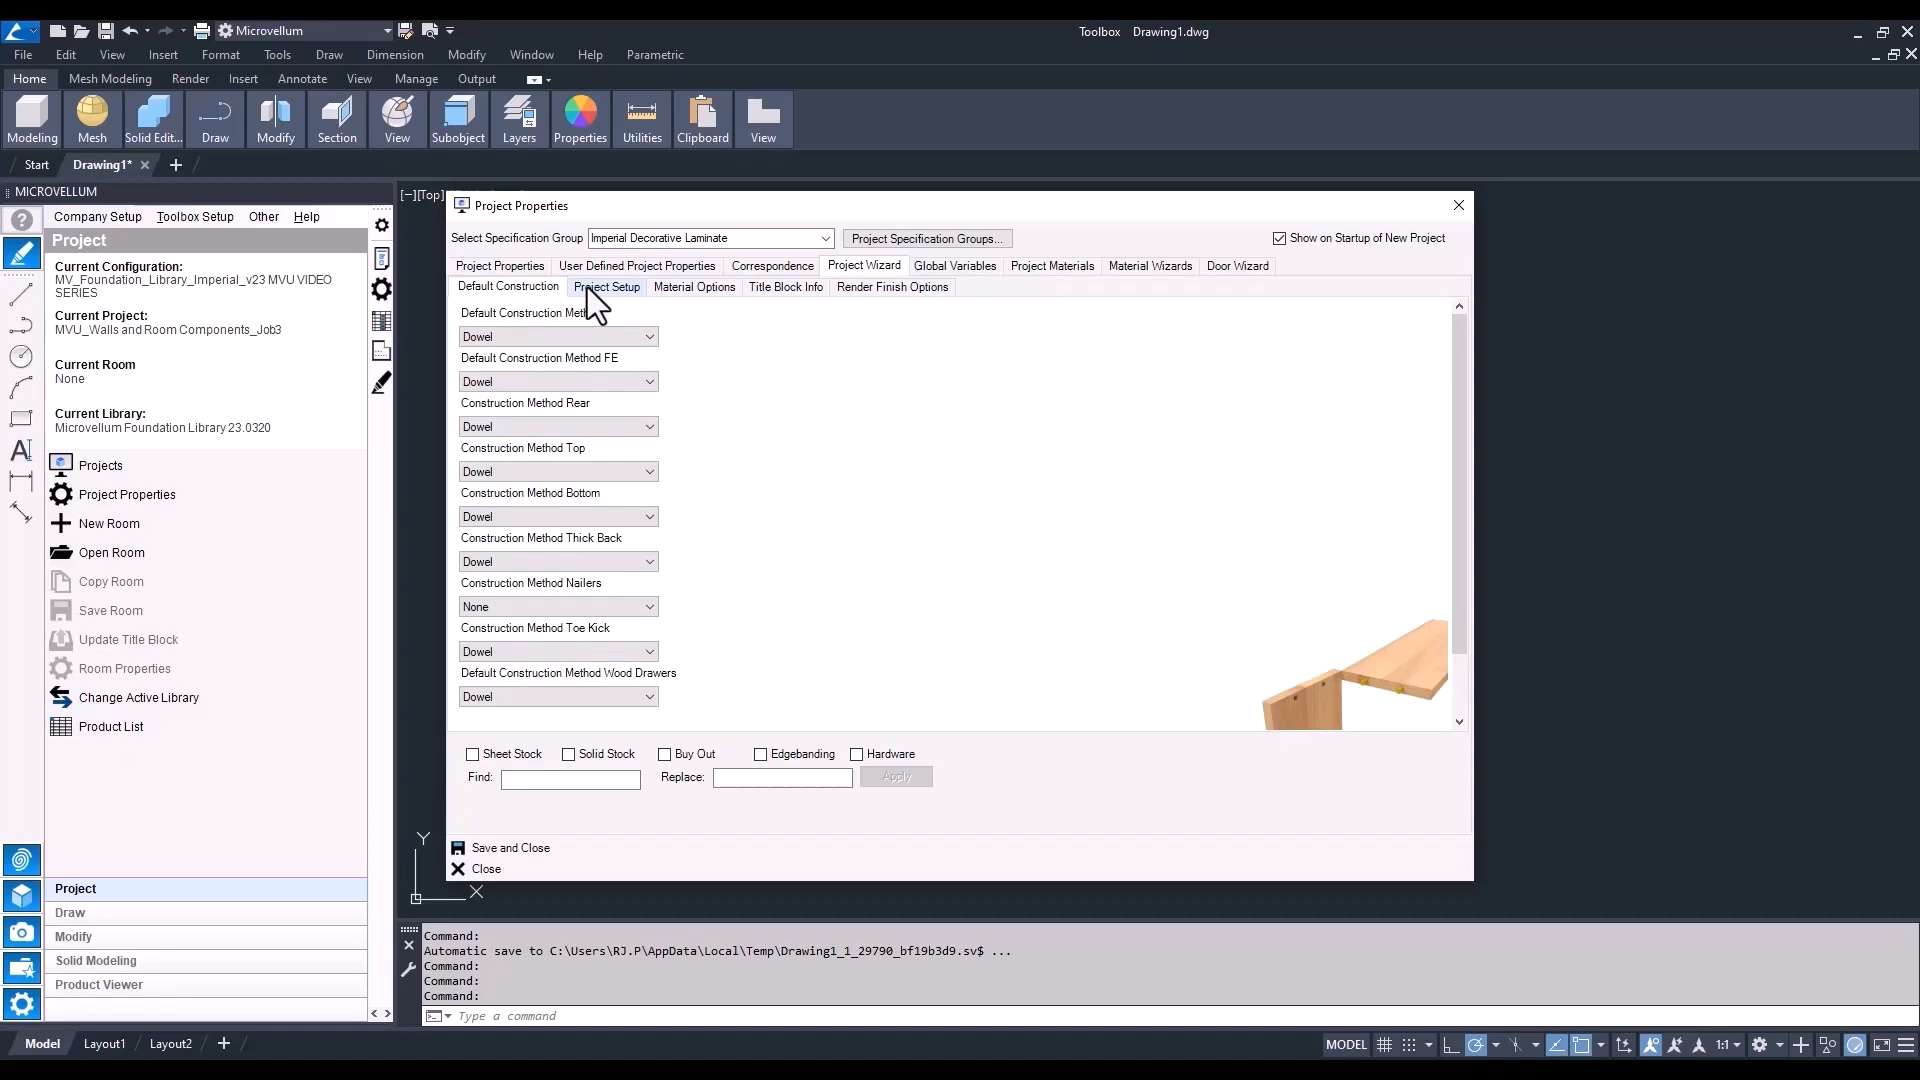 Microvellum
Toolbox Drawing1.dwg
File Edit View Insert Format Tools Draw Dimension Modify Window Help Parametric
Home Mesh Modeling Render Insert Annotate View Manage Output
Modeling Mesh Solid Edit... Draw Modify Section View Subobject Layers Properties Utilities Clipboard View
Start Drawing1*
MICROVELLUM
Company Setup Toolbox Setup Other Help
Project
Current Configuration:
MV_Foundation_Library_Imperial_v23 MVU VIDEO
SERIES
Current Project:
MVU_Walls and Room Components_Job3
Current Room
None
Current Library:
Microvellum Foundation Library 23.0320
Projects
Project Properties
New Room
Open Room
Copy Room
Save Room
Update Title Block
Room Properties
Change Active Library
Product List
Project
Draw
Modify
Solid Modeling
Product Viewer
[−][Top]
Project Properties
Select Specification Group Imperial Decorative Laminate Project Specification Groups... Show on Startup of New Project
Project Properties User Defined Project Properties Correspondence Project Wizard Global Variables Project Materials Material Wizards Door Wizard
Default Construction Project Setup Material Options Title Block Info Render Finish Options
Default Construction Meth
Dowel
Default Construction Method FE
Dowel
Construction Method Rear
Dowel
Construction Method Top
Dowel
Construction Method Bottom
Dowel
Construction Method Thick Back
Dowel
Construction Method Nailers
None
Construction Method Toe Kick
Dowel
Default Construction Method Wood Drawers
Dowel
Sheet Stock Solid Stock Buy Out Edgebanding Hardware
Find: Replace: Apply
Save and Close
Close
Y
X
Command:
Automatic save to C:\Users\RJ.P\AppData\Local\Temp\Drawing1_1_29790_bf19b3d9.sv$ ...
Command:
Command:
Command:
Type a command
Model Layout1 Layout2
MODEL 1:1